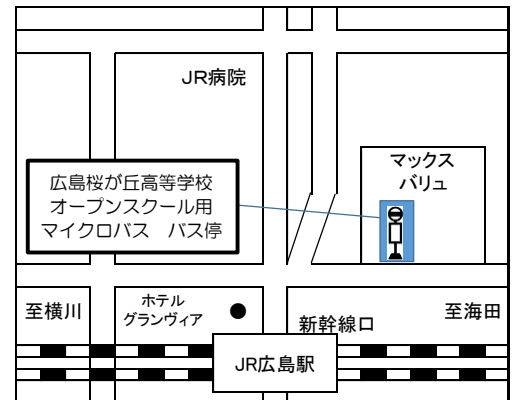 JR病院
マックス
バリュ
広島桜が丘高等学校
オープンスクール用
マイクロバス　バス停
至横川
ホテル
グランヴィア
新幹線口
至海田
JR広島駅